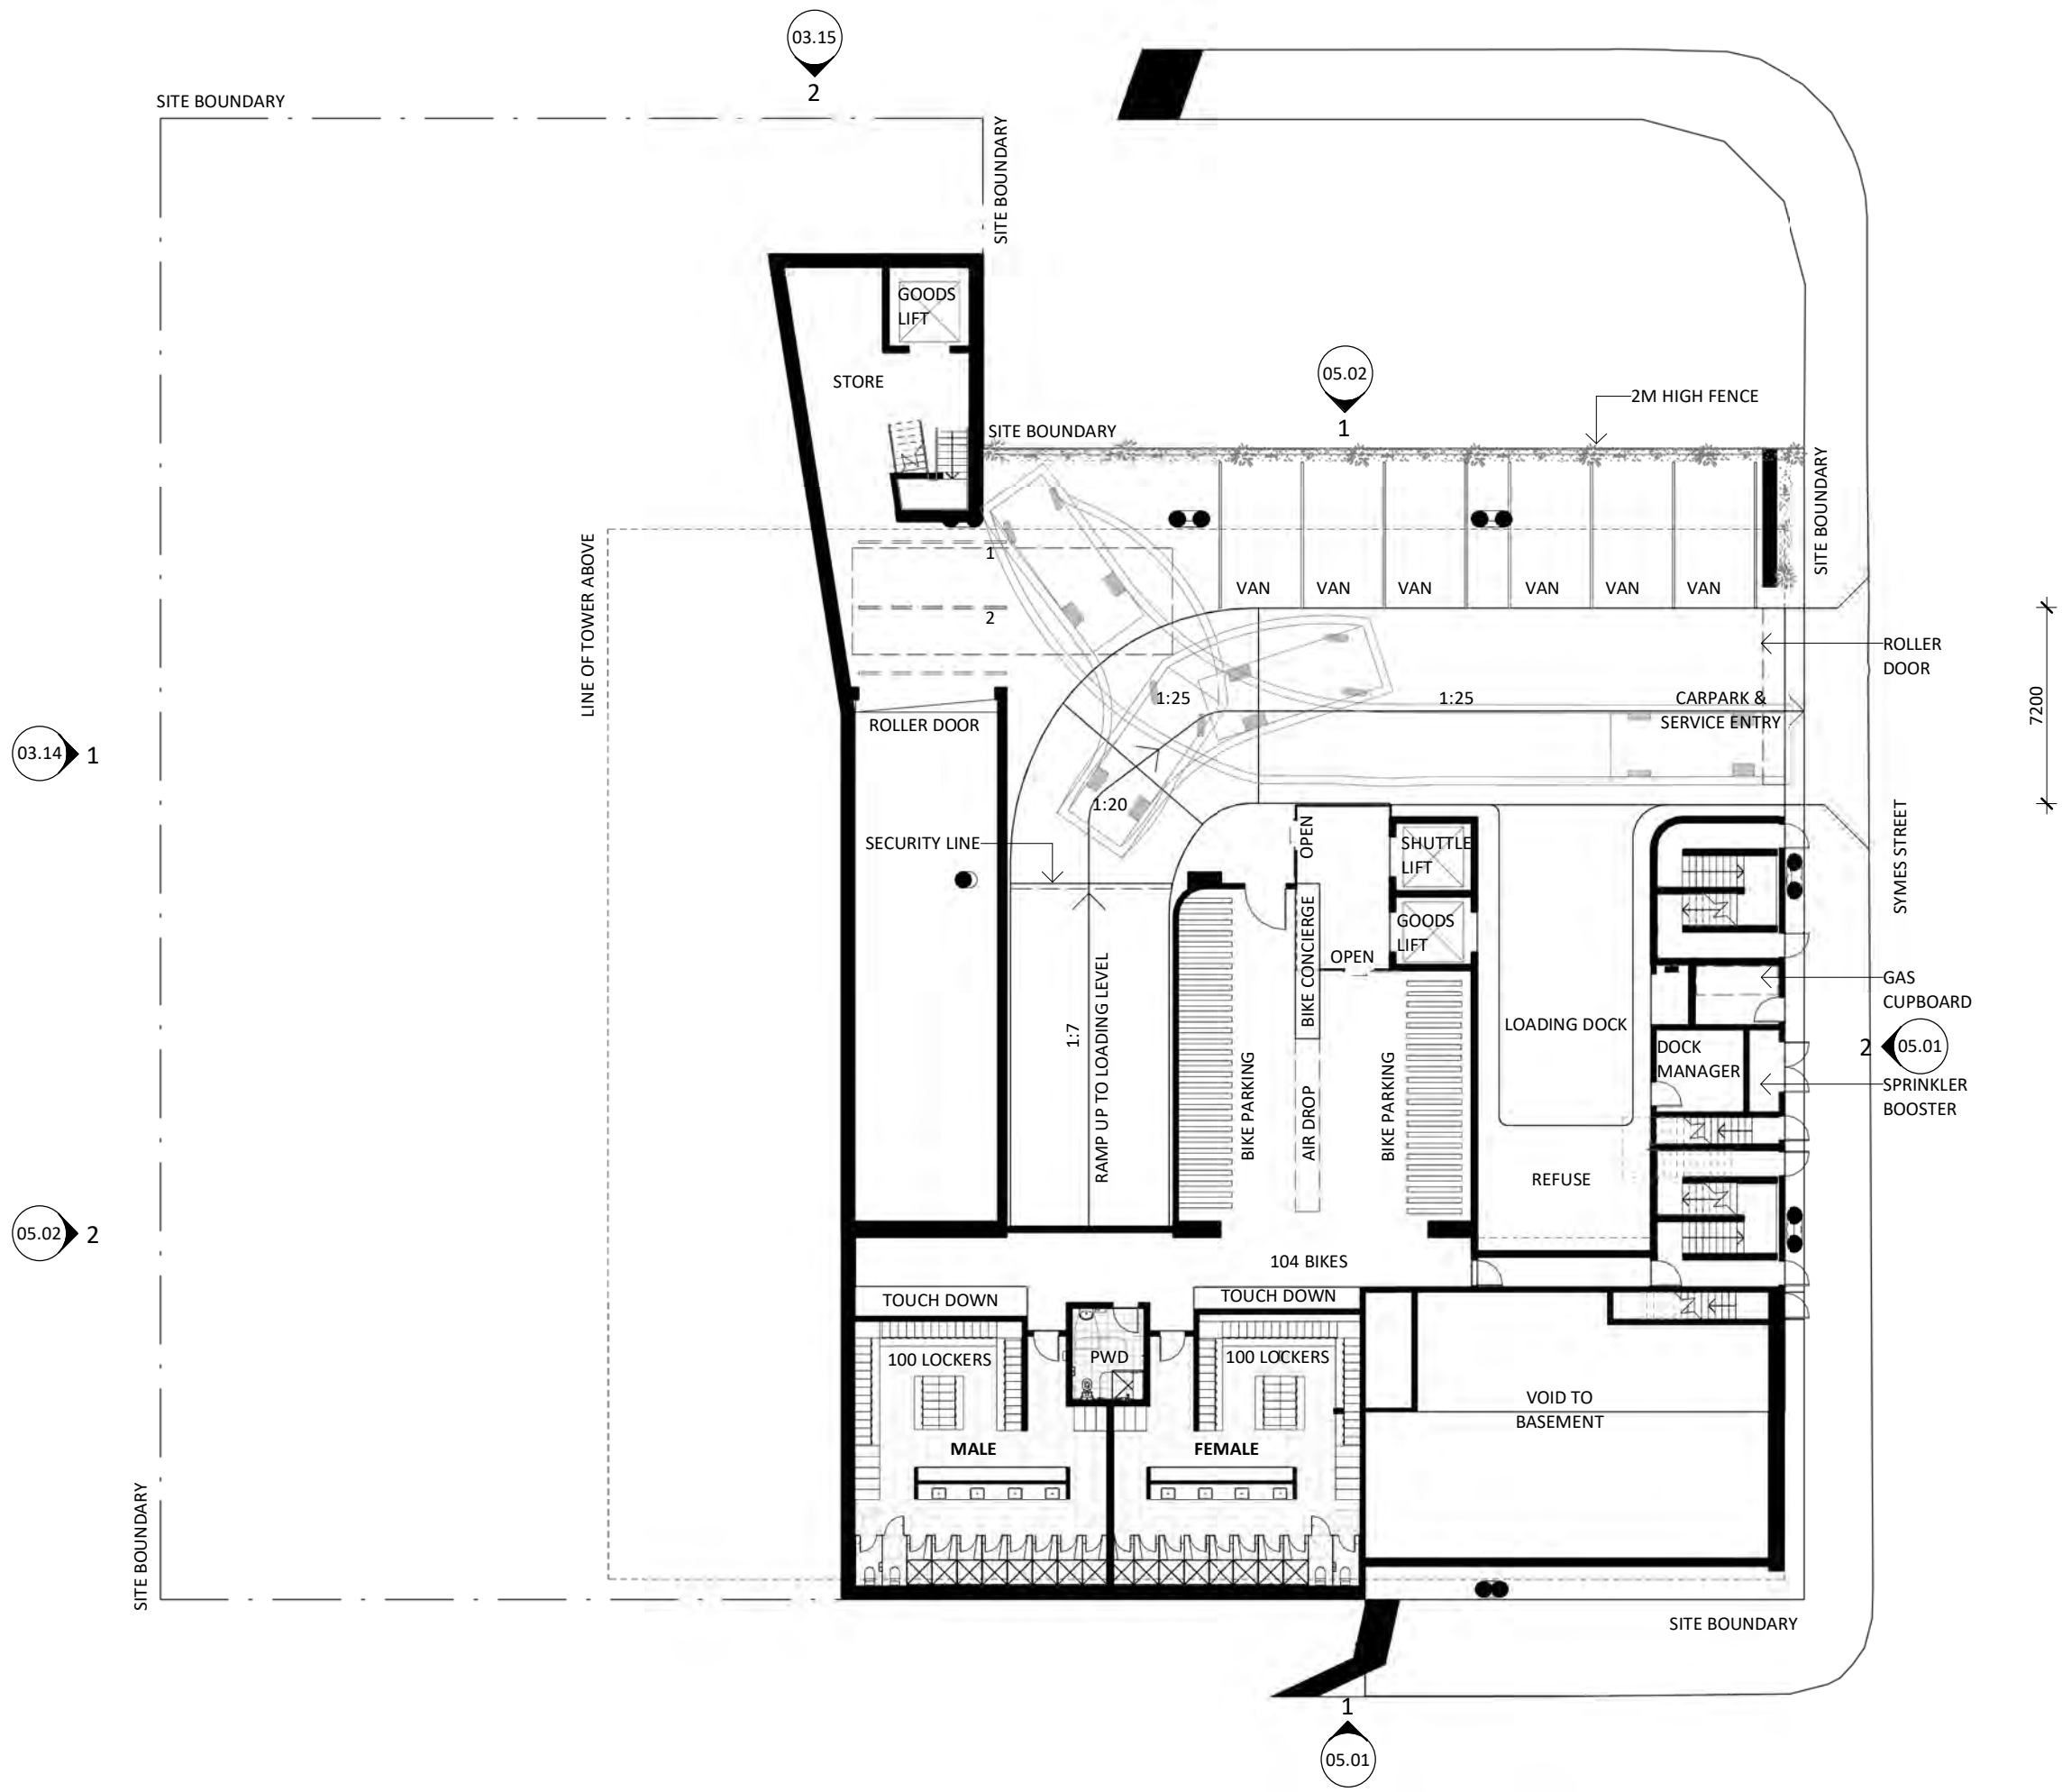 03.15
2
SITE BOUNDARY
SITE BOUNDARY
GOODS
LIFT
STORE
05.02
1
2M HIGH FENCE
SITE BOUNDARY
SITE BOUNDARY
LINE OF TOWER ABOVE
1
2
VAN
VAN
VAN
VAN
VAN
VAN
ROLLER
DOOR
7200
1:25
1:25
CARPARK &
SERVICE ENTRY
ROLLER DOOR
03.14
1
1:20
SECURITY LINE
OPEN
SHUTTLE
LIFT
SYMES STREET
GOODS
LIFT
BIKE CONCIERGE
OPEN
GAS
CUPBOARD
RAMP UP TO LOADING LEVEL
1:7
LOADING DOCK
DOCK
MANAGER
2
05.01
SPRINKLER
BOOSTER
BIKE PARKING
AIR DROP
BIKE PARKING
REFUSE
05.02
2
104 BIKES
TOUCH DOWN
TOUCH DOWN
100 LOCKERS
PWD
100 LOCKERS
VOID TO
BASEMENT
MALE
FEMALE
SITE BOUNDARY
SITE BOUNDARY
1
05.01